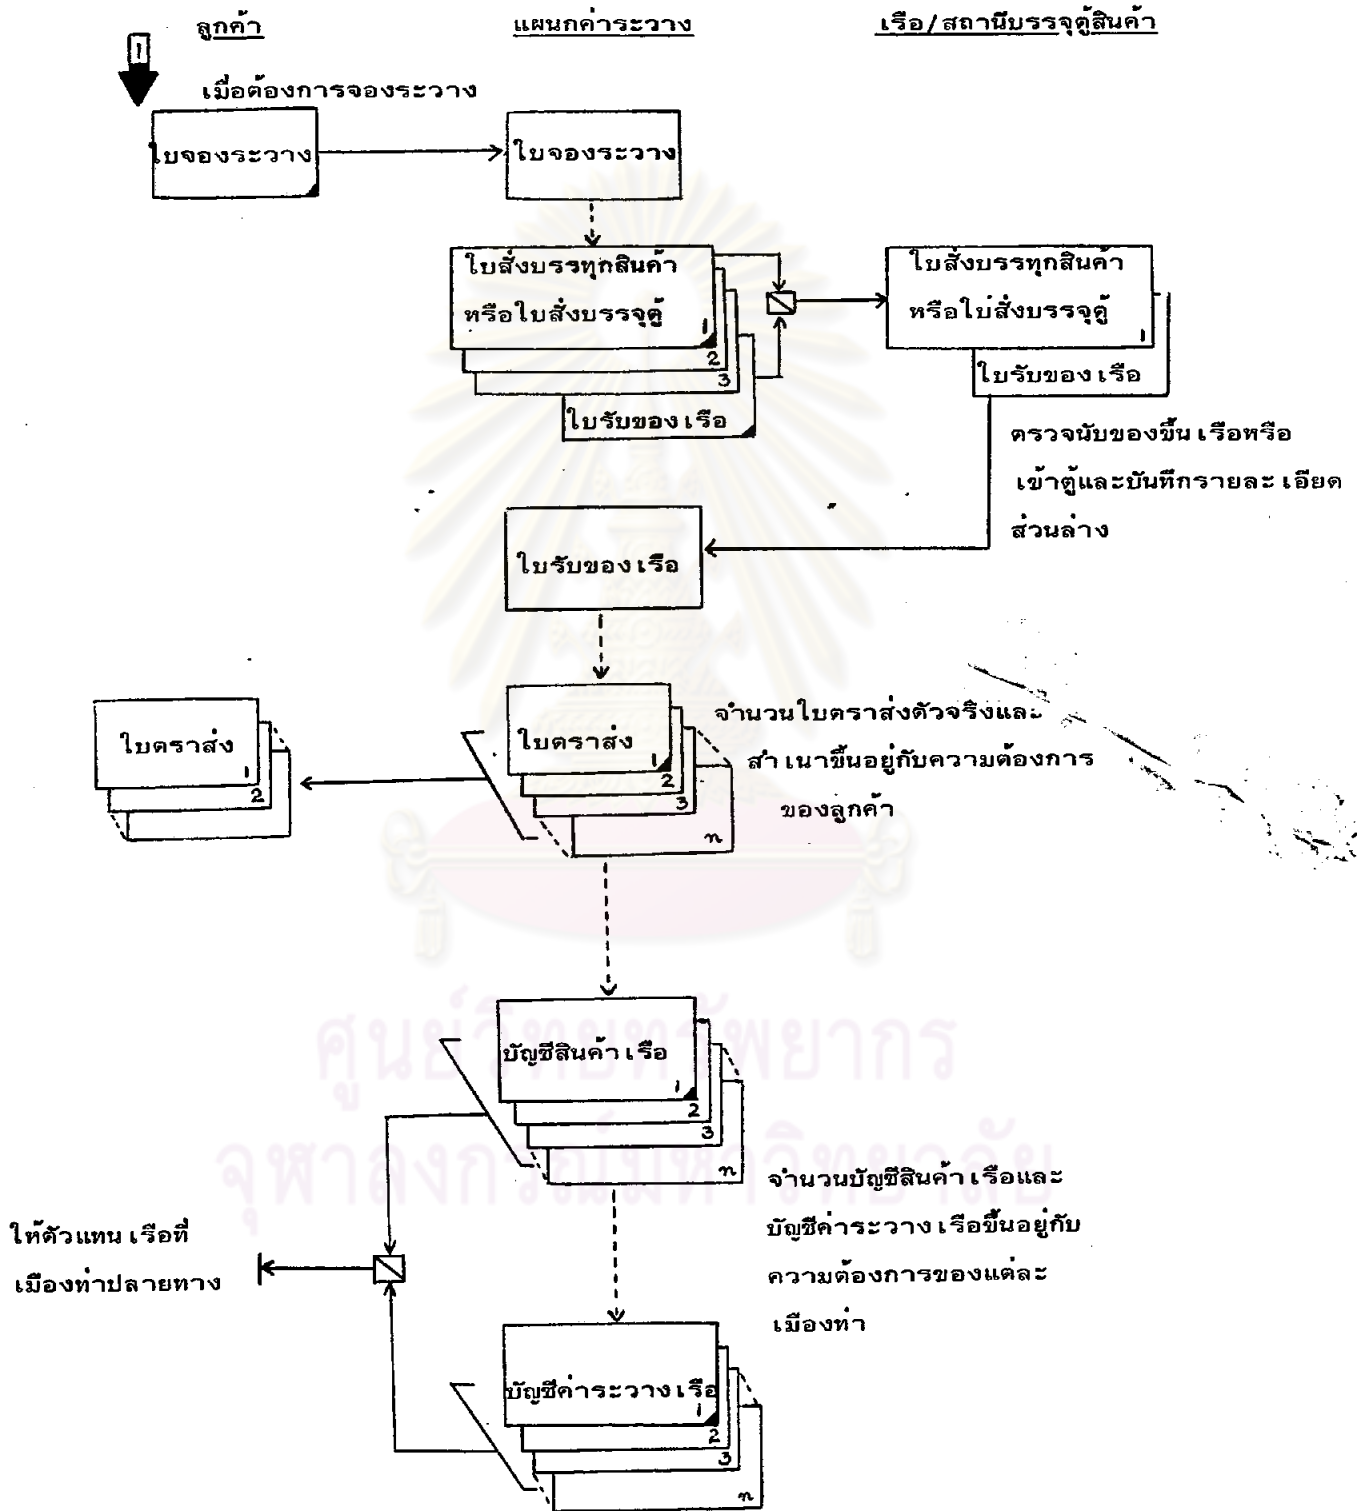 ลูกค้า
แผนกค่าระวาง
เรือ/สถานีบรรจุตู้สินค้า
1
เมื่อต้องการจองระวาง
ใบจองระวาง
ใบจองระวาง
ใบสั่งบรรทุกสินค้า
หรือใบสั่งบรรจุตู้
1
2
3
ใบรับของเรือ
ใบสั่งบรรทุกสินค้า
หรือใบสั่งบรรจุตู้
1
ใบรับของเรือ
ตรวจนับของขึ้นเรือหรือ
เข้าตู้และบันทึกรายละเอียด
ส่วนล่าง
ใบรับของเรือ
ใบตราส่ง
1
2
ใบตราส่ง
1
2
3
n
จำนวนใบตราส่งตัวจริงและ
สำเนาขึ้นอยู่กับความต้องการ
ของลูกค้า
บัญชีสินค้าเรือ
1
2
3
n
ศูนย์วิทยทรัพยากร
จุฬาลงกรณ์มหาวิทยาลัย
จำนวนบัญชีสินค้าเรือและ
บัญชีค่าระวางเรือขึ้นอยู่กับ
ความต้องการของแต่ละ
เมืองท่า
ให้ตัวแทนเรือที่
เมืองท่าปลายทาง
บัญชีค่าระวางเรือ
1
2
3
n